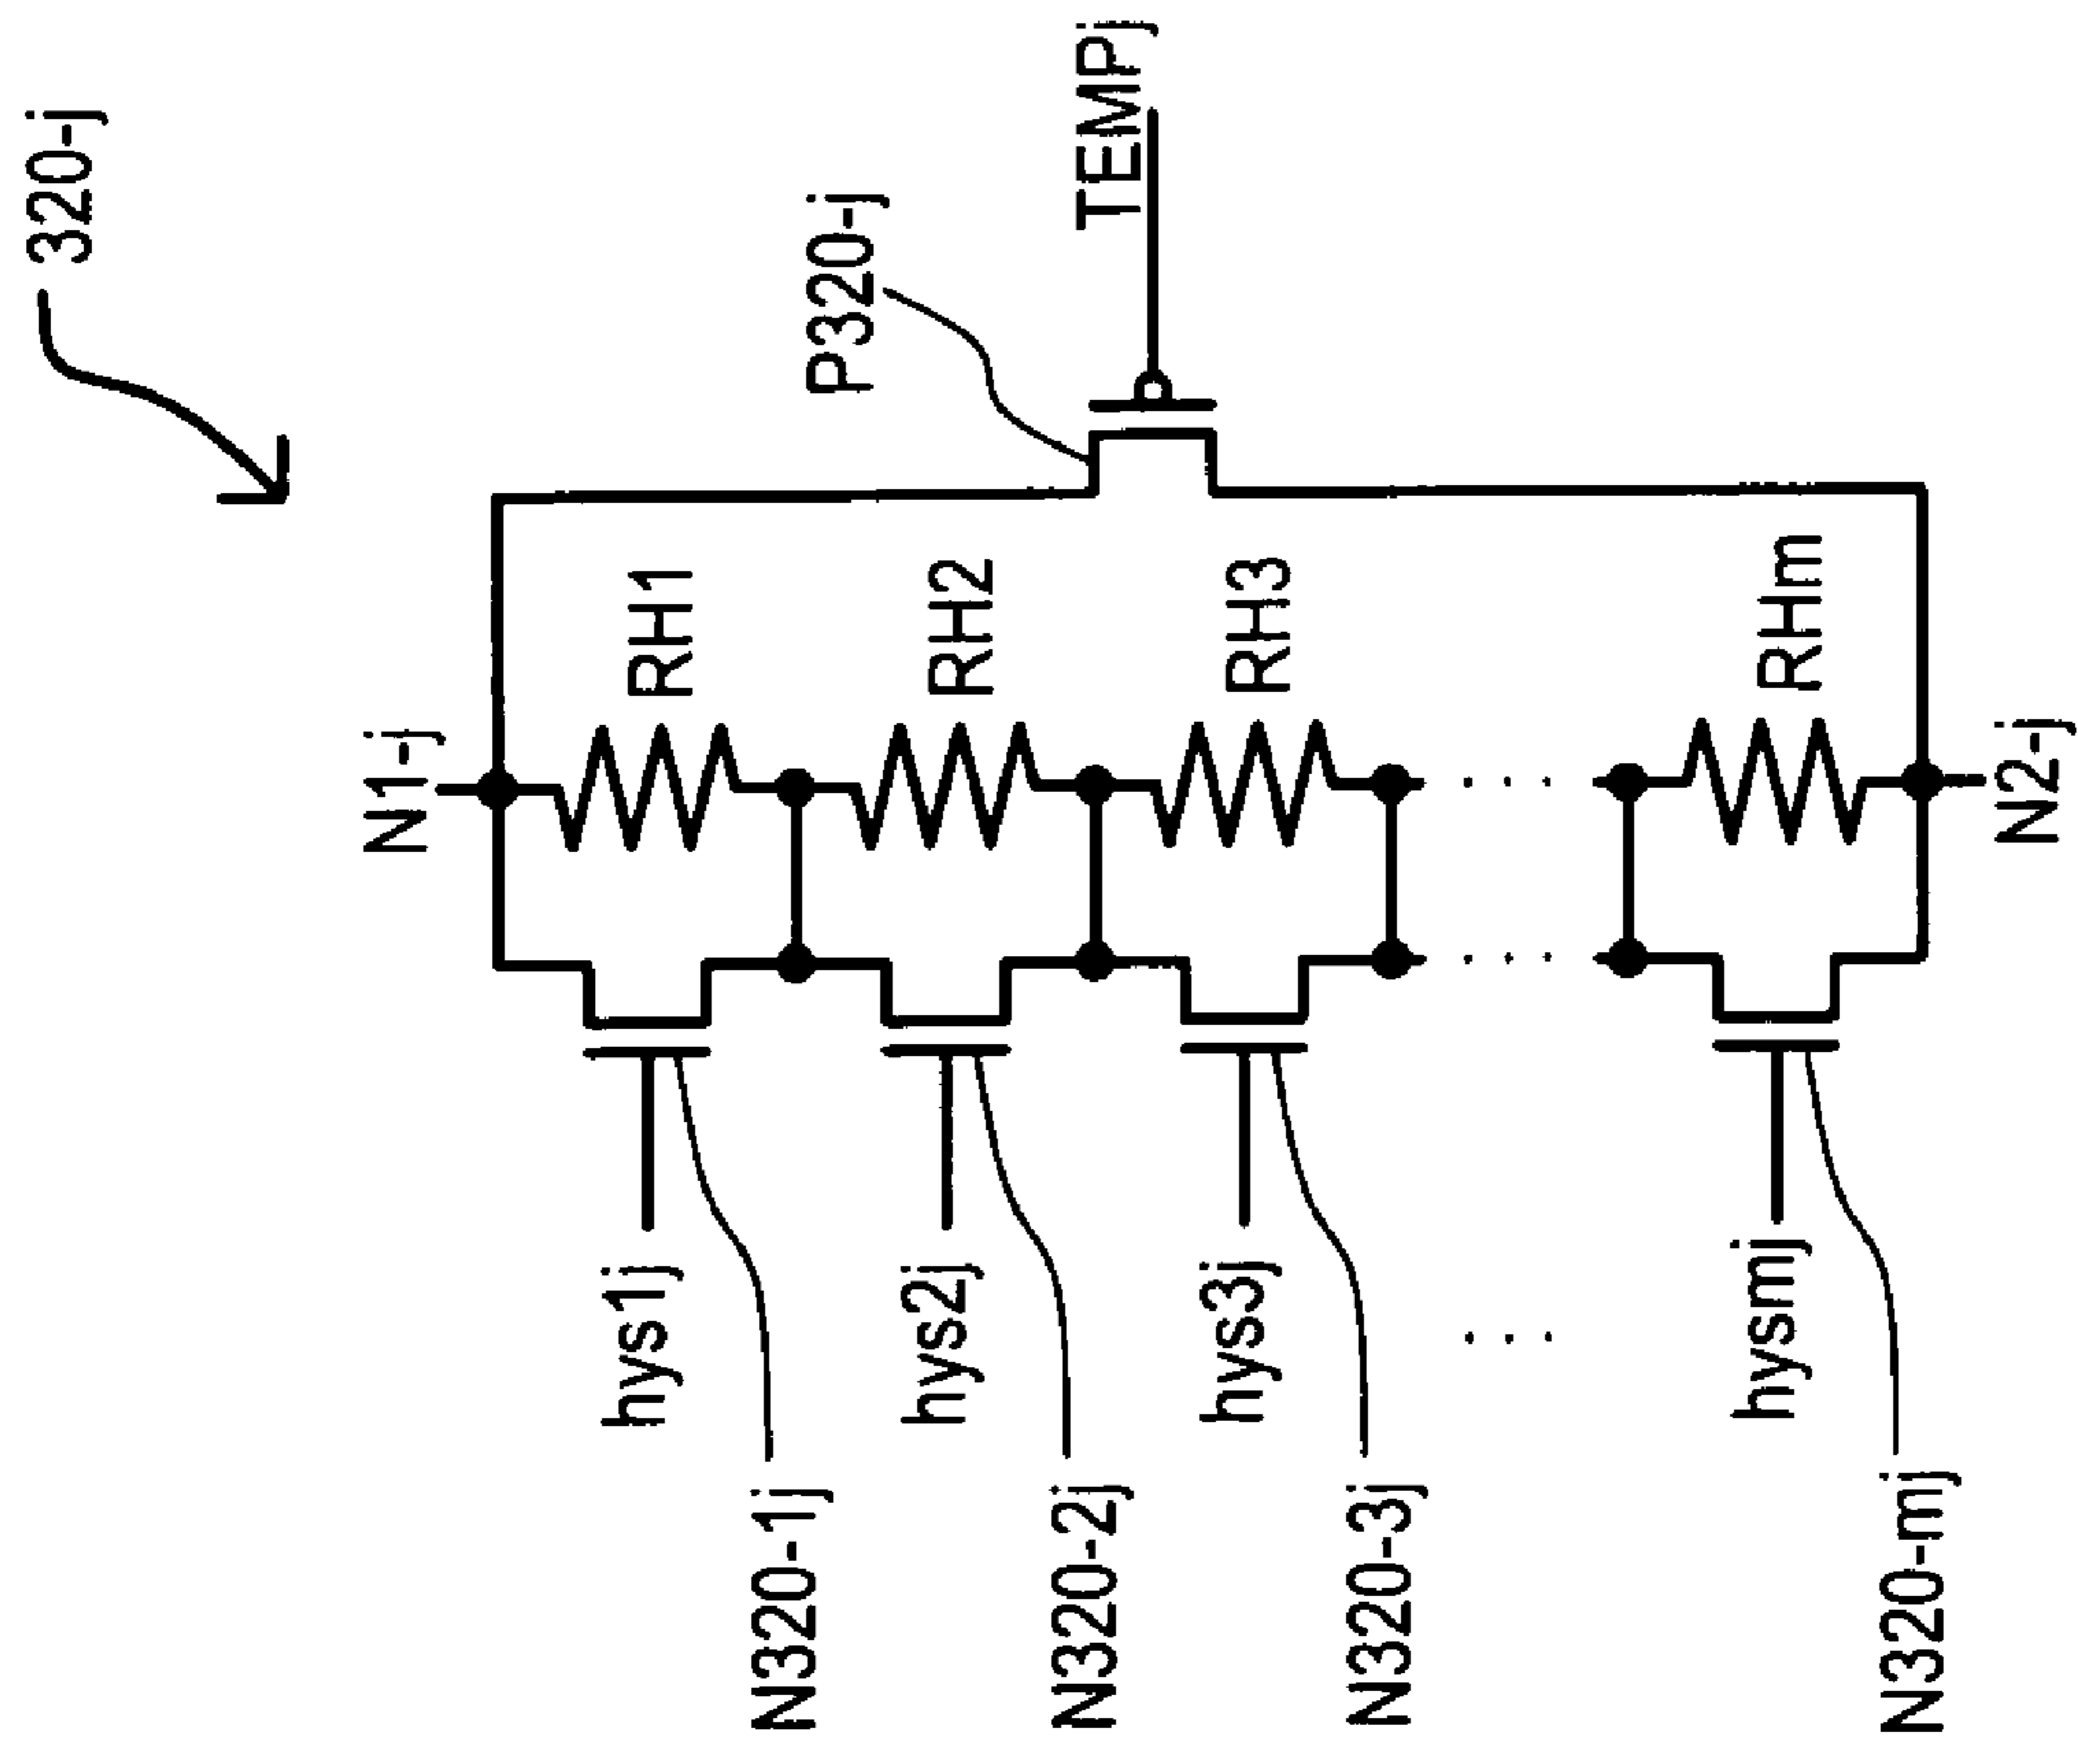 320-j
N1-j
P320-j
TEMPj
hys1j
RH1
N320-1j
hys2j
RH2
N320-2j
hys3j
RH3
N320-3j
hysmj
RHm
N320-mj
N2-j